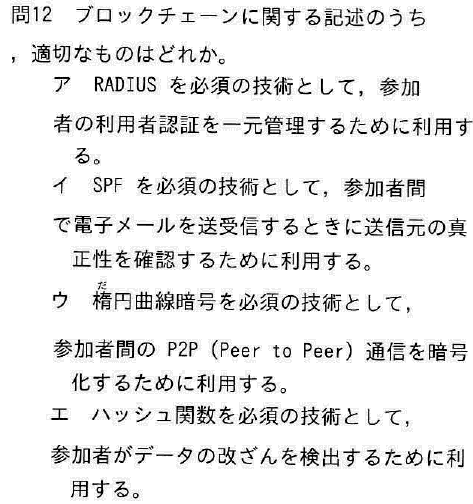 問12 ブロックチェーンに関する記述のうち
，適切なものはどれか。
ア RADIUS を必須の技術として，参加
者の利用者認証を一元管理するために利用す
る。
イ SPF を必須の技術として，参加者間
で電子メールを送受信するときに送信元の真
正性を確認するために利用する。
だ
ウ 楕円曲線暗号を必須の技術として，
参加者間の P2P（Peer to Peer）通信を暗号
化するために利用する。
エ ハッシュ関数を必須の技術として，
参加者がデータの改ざんを検出するために利
用する。